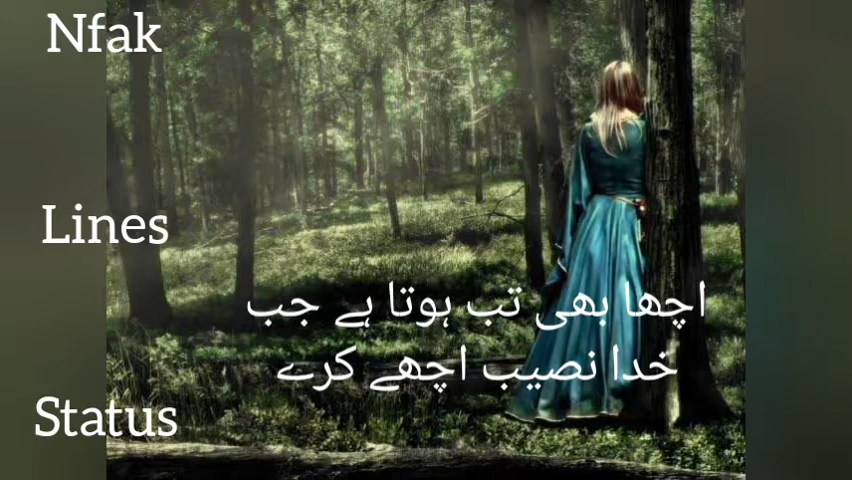 Nfak
Lines
اچھا بھی تب ہوتا ہے جب
خدا نصیب اچھے کرے
Status